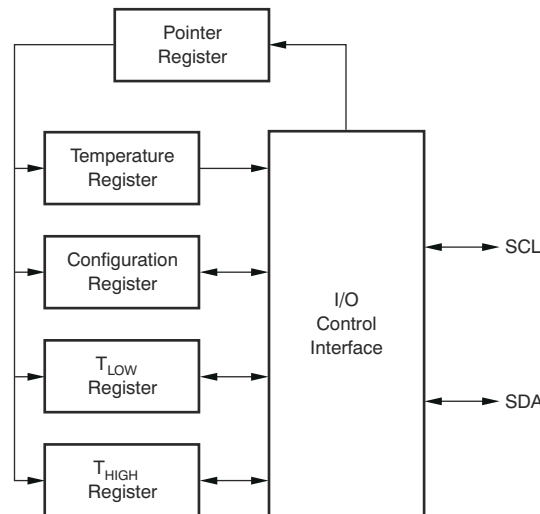 Pointer
Register
Temperature
Register
Configuration
Register
TLOW
Register
THIGH
Register
I/O
Control
Interface
SCL
SDA